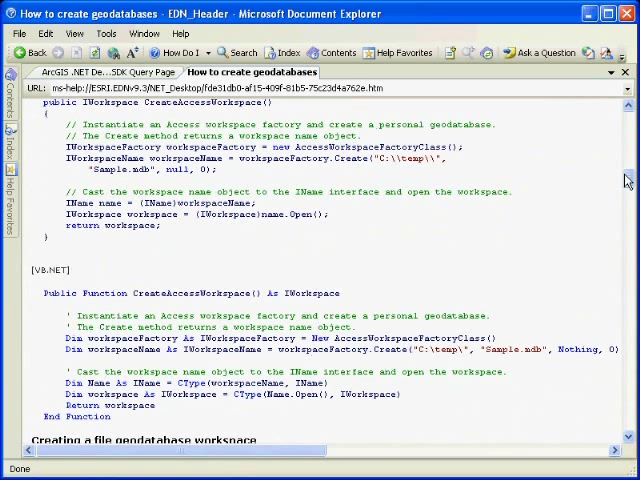 How to create geodatabases - EDN_Header - Microsoft Document Explorer
File Edit View Tools Window Help
Back How Do I Search Index Contents Help Favorites Ask a Question
ArcGIS .NET De...SDK Query Page How to create geodatabases
URL: ms-help://ESRI.EDNv9.3/NET_Desktop/fde31db0-af15-409f-81b5-75c23d4a762e.htm
Contents
Index
Help Favorites
public IWorkspace CreateAccessWorkspace()
{
// Instantiate an Access workspace factory and create a personal geodatabase.
// The Create method returns a workspace name object.
IWorkspaceFactory workspaceFactory = new AccessWorkspaceFactoryClass();
IWorkspaceName workspaceName = workspaceFactory.Create("C:\\temp\\",
"Sample.mdb", null, 0);
// Cast the workspace name object to the IName interface and open the workspace.
IName name = (IName)workspaceName;
IWorkspace workspace = (IWorkspace)name.Open();
return workspace;
}
[VB.NET]
Public Function CreateAccessWorkspace() As IWorkspace
' Instantiate an Access workspace factory and create a personal geodatabase.
' The Create method returns a workspace name object.
Dim workspaceFactory As IWorkspaceFactory = New AccessWorkspaceFactoryClass()
Dim workspaceName As IWorkspaceName = workspaceFactory.Create("C:\temp\", "Sample.mdb", Nothing, 0)
' Cast the workspace name object to the IName interface and open the workspace.
Dim Name As IName = CType(workspaceName, IName)
Dim workspace As IWorkspace = CType(Name.Open(), IWorkspace)
Return workspace
End Function
Creating a file geodatabase workspace
Done